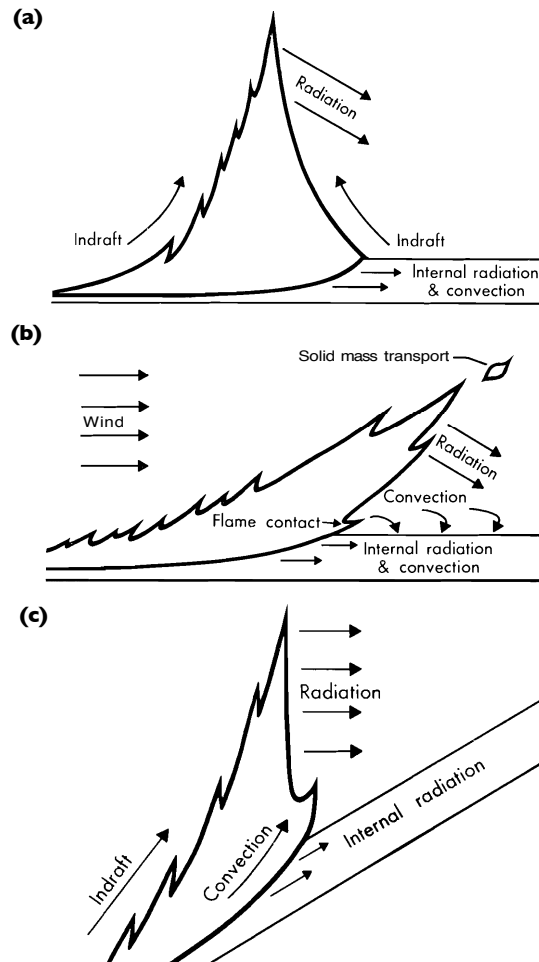 (a)
Radiation
Indraft
Indraft
Internal radiation
& convection
(b)
Solid mass transport
Wind
Radiation
Convection
Flame contact
Internal radiation
& convection
(c)
Radiation
Internal radiation
Convection
Indraft